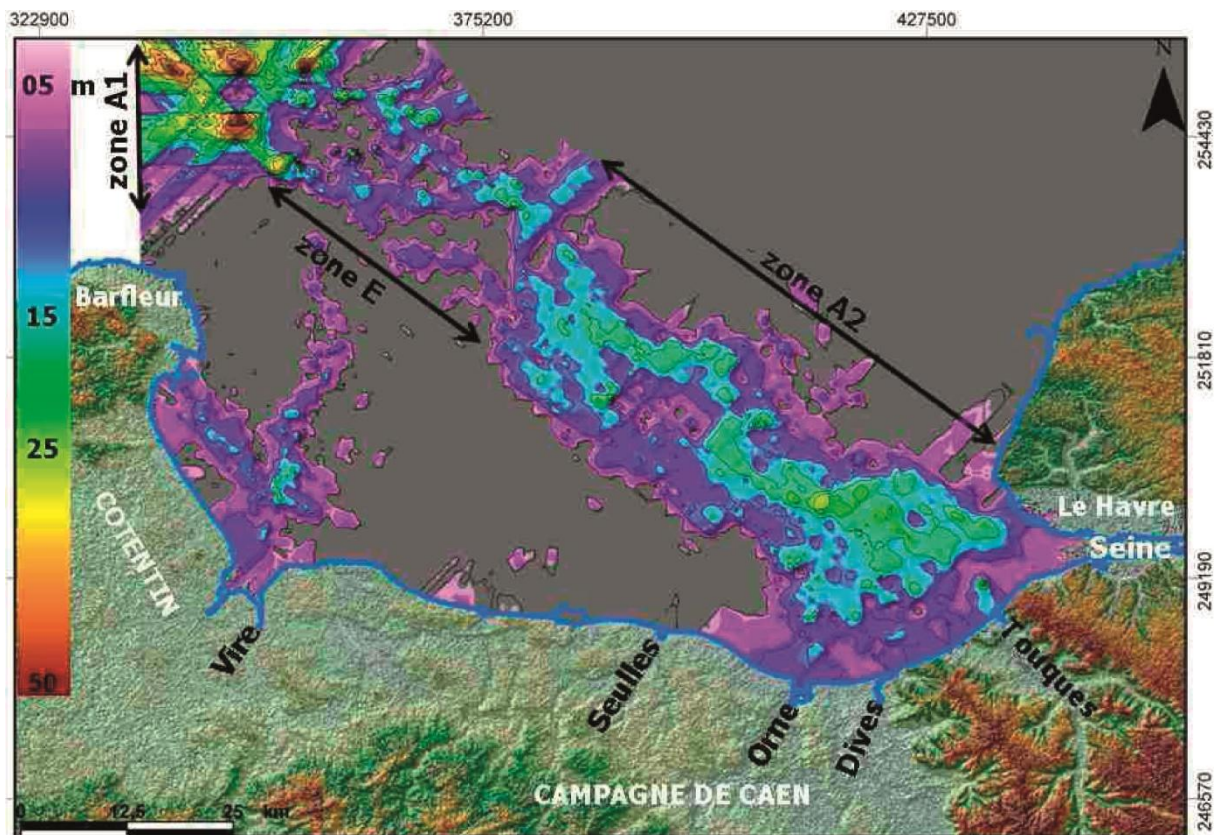 322900
375200
427500
N
05 m
zone A1
254430
zone E
zone A2
Barfleur
15
251810
25
COTENTIN
Le Havre
Seine
249190
Vire
Seulles
Orne
Dives
Touques
50
CAMPAGNE DE CAEN
246570
0 12,5 25 km